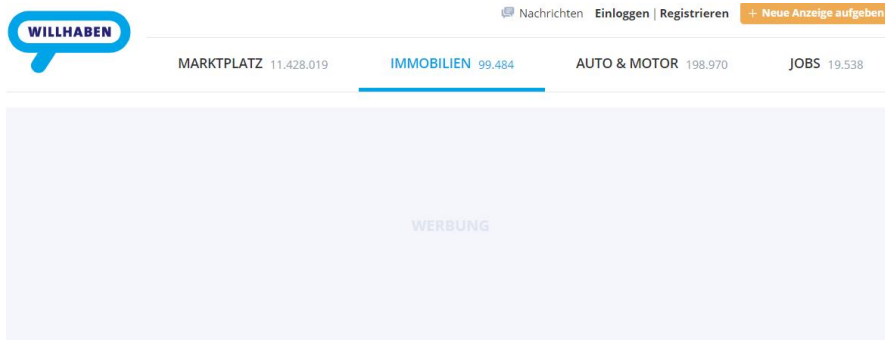 Nachrichten Einloggen | Registrieren + Neue Anzeige aufgeben
WILLHABEN
MARKTPLATZ 11.428.019 IMMOBILIEN 99.484 AUTO & MOTOR 198.970 JOBS 19.538
WERBUNG